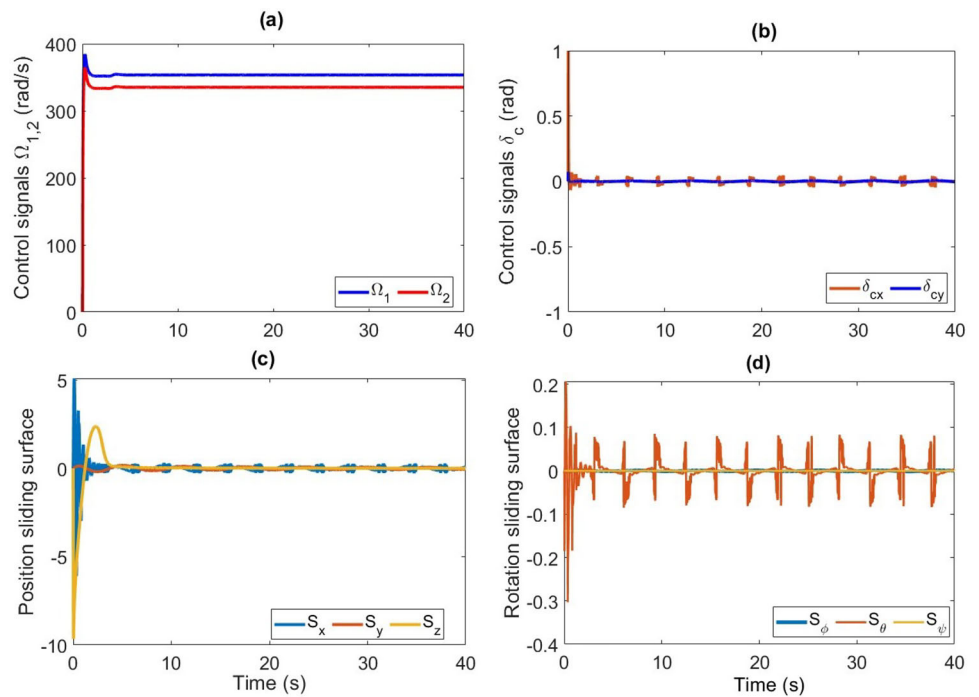 (a)
Control signals Ω1,2 (rad/s)
400
300
200
100
0
0 10 20 30 40
Ω1 Ω2
(b)
Control signals δc (rad)
1
0.5
0
-0.5
-1
0 10 20 30 40
δcx δcy
(c)
Position sliding surface
5
0
-5
-10
0 10 20 30 40
Sx Sy Sz
Time (s)
(d)
Rotation sliding surface
0.2
0.1
0
-0.1
-0.2
-0.3
-0.4
0 10 20 30 40
Sϕ Sθ Sψ
Time (s)